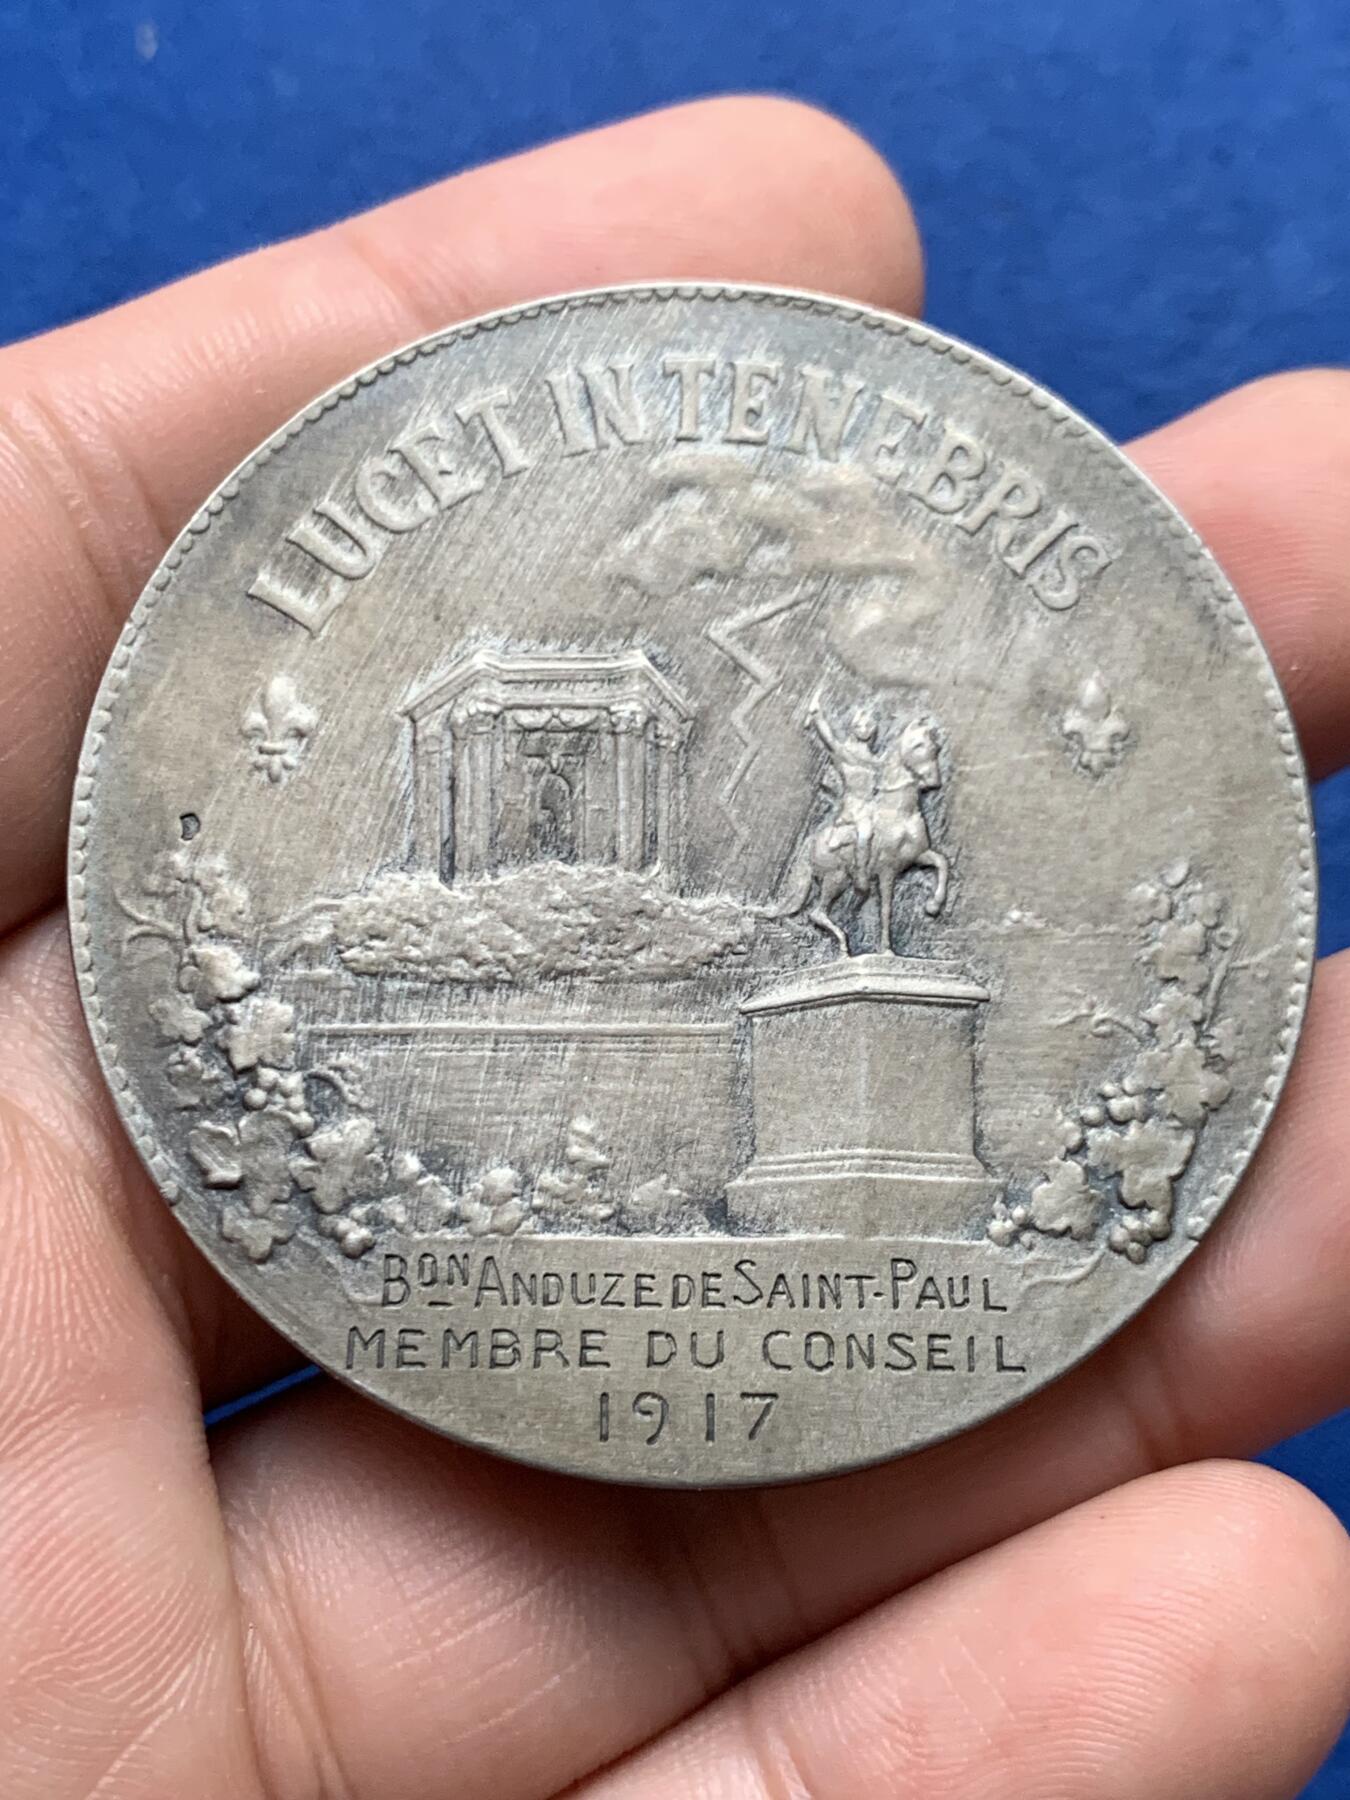 LUCET IN TENEBRIS
BON ANDUZE DE SAINT-PAUL
MEMBRE DU CONSEIL
1917